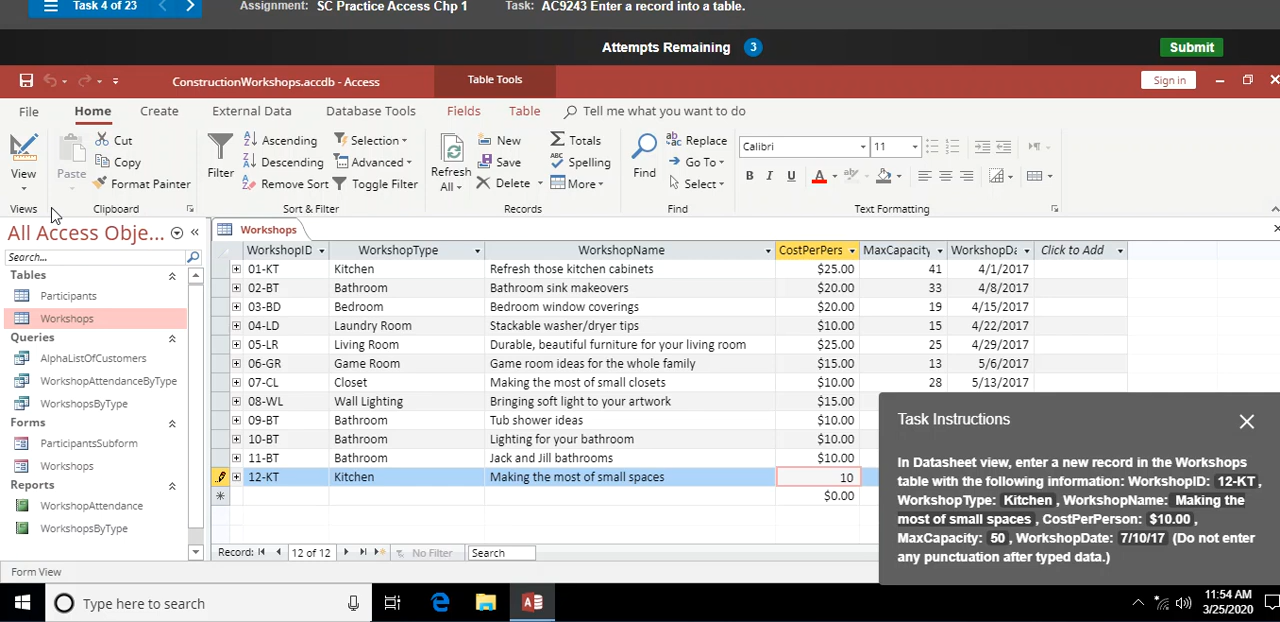 Task 4 of 23 Assignment: SC Practice Access Chp 1 Task: AC9243 Enter a record into a table.
Attempts Remaining 3 Submit
ConstructionWorkshops.accdb - Access Table Tools Sign in
File Home Create External Data Database Tools Fields Table Tell me what you want to do
View Paste Cut Copy Format Painter Filter Ascending Descending Remove Sort Selection Advanced Toggle Filter Refresh All New Save Delete Totals Spelling More Find Replace Go To Select Calibri 11 B I U A
Views Clipboard Sort & Filter Records Find Text Formatting
All Access Obje...
Search...
Tables
Participants
Workshops
Queries
AlphaListOfCustomers
WorkshopAttendanceByType
WorkshopsByType
Forms
ParticipantsSubform
Workshops
Reports
WorkshopAttendance
WorkshopsByType
Workshops
WorkshopID WorkshopType WorkshopName CostPerPers MaxCapacity WorkshopDa Click to Add
01-KT Kitchen Refresh those kitchen cabinets $25.00 41 4/1/2017
02-BT Bathroom Bathroom sink makeovers $20.00 33 4/8/2017
03-BD Bedroom Bedroom window coverings $20.00 19 4/15/2017
04-LD Laundry Room Stackable washer/dryer tips $10.00 15 4/22/2017
05-LR Living Room Durable, beautiful furniture for your living room $25.00 25 4/29/2017
06-GR Game Room Game room ideas for the whole family $15.00 13 5/6/2017
07-CL Closet Making the most of small closets $10.00 28 5/13/2017
08-WL Wall Lighting Bringing soft light to your artwork $15.00
09-BT Bathroom Tub shower ideas $10.00
10-BT Bathroom Lighting for your bathroom $10.00
11-BT Bathroom Jack and Jill bathrooms $10.00
12-KT Kitchen Making the most of small spaces 10
$0.00
Record: 12 of 12 No Filter Search
Task Instructions
In Datasheet view, enter a new record in the Workshops
table with the following information: WorkshopID: 12-KT ,
WorkshopType: Kitchen , WorkshopName: Making the
most of small spaces , CostPerPerson: $10.00 ,
MaxCapacity: 50 , WorkshopDate: 7/10/17 (Do not enter
any punctuation after typed data.)
Form View
Type here to search 11:54 AM
3/25/2020